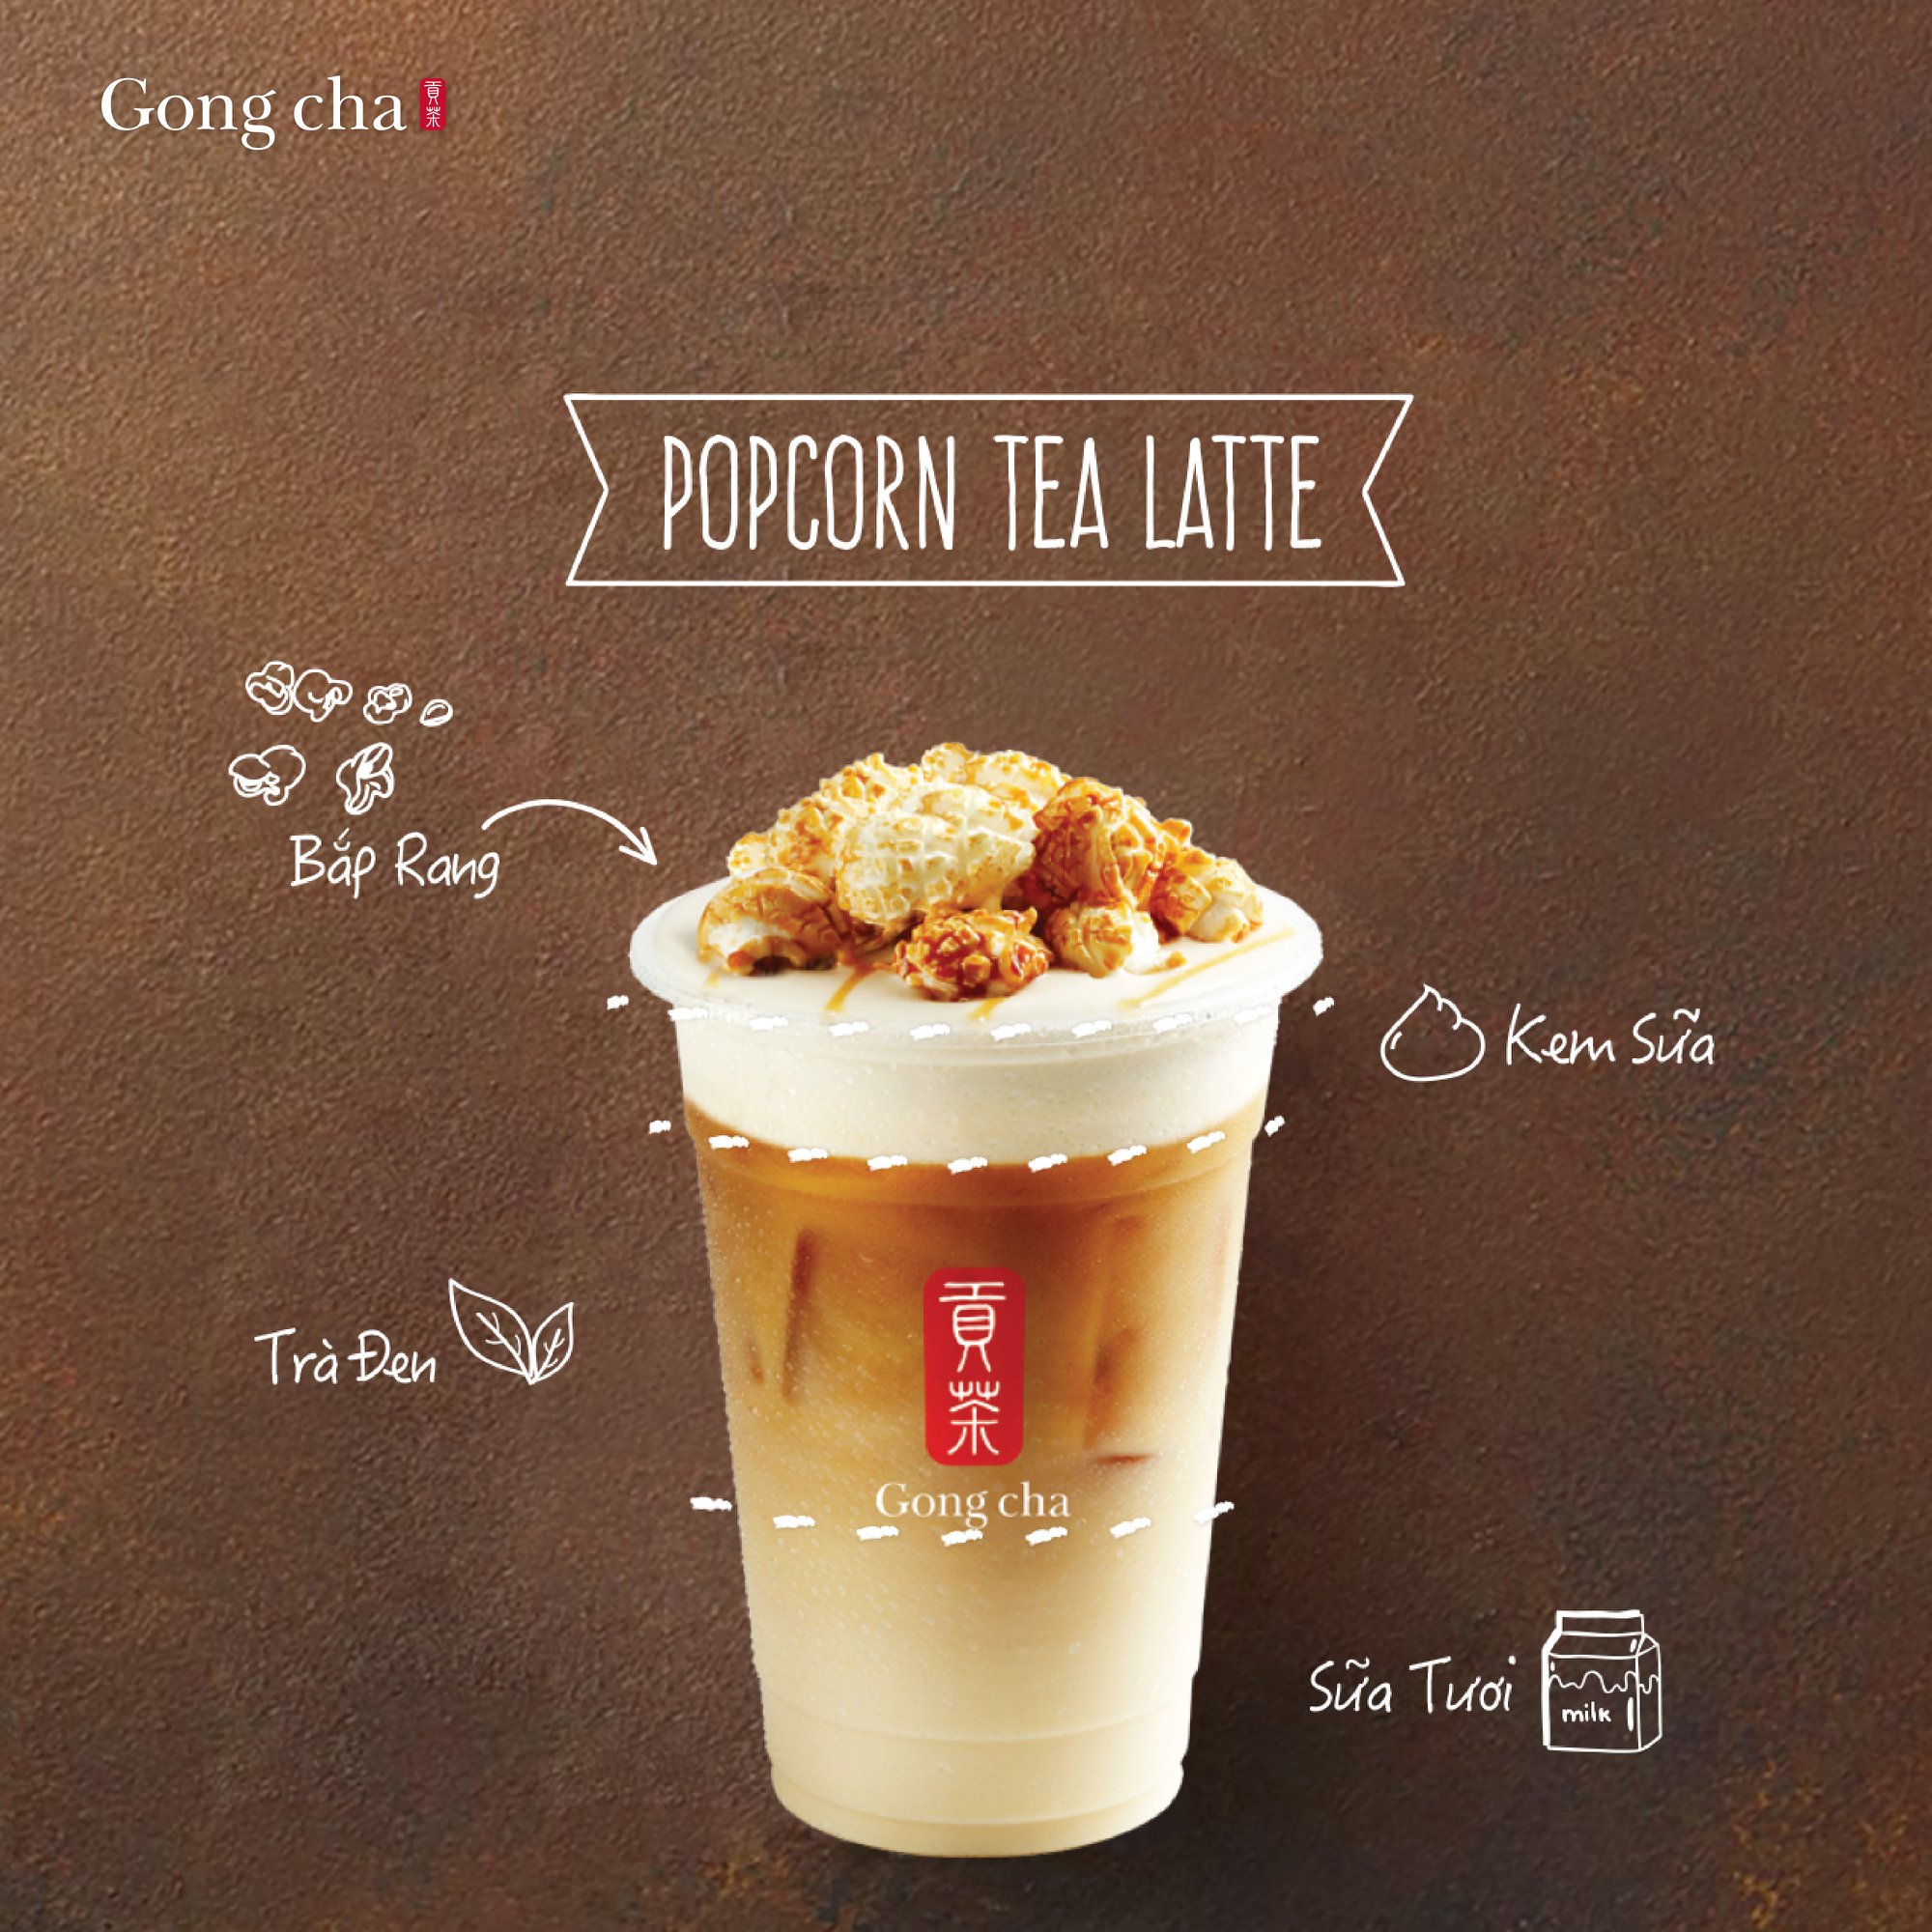 Gong cha 貢茶
POPCORN TEA LATTE
Bắp Rang
Kem Sữa
Trà Đen
貢茶
Gong cha
Sữa Tươi
milk